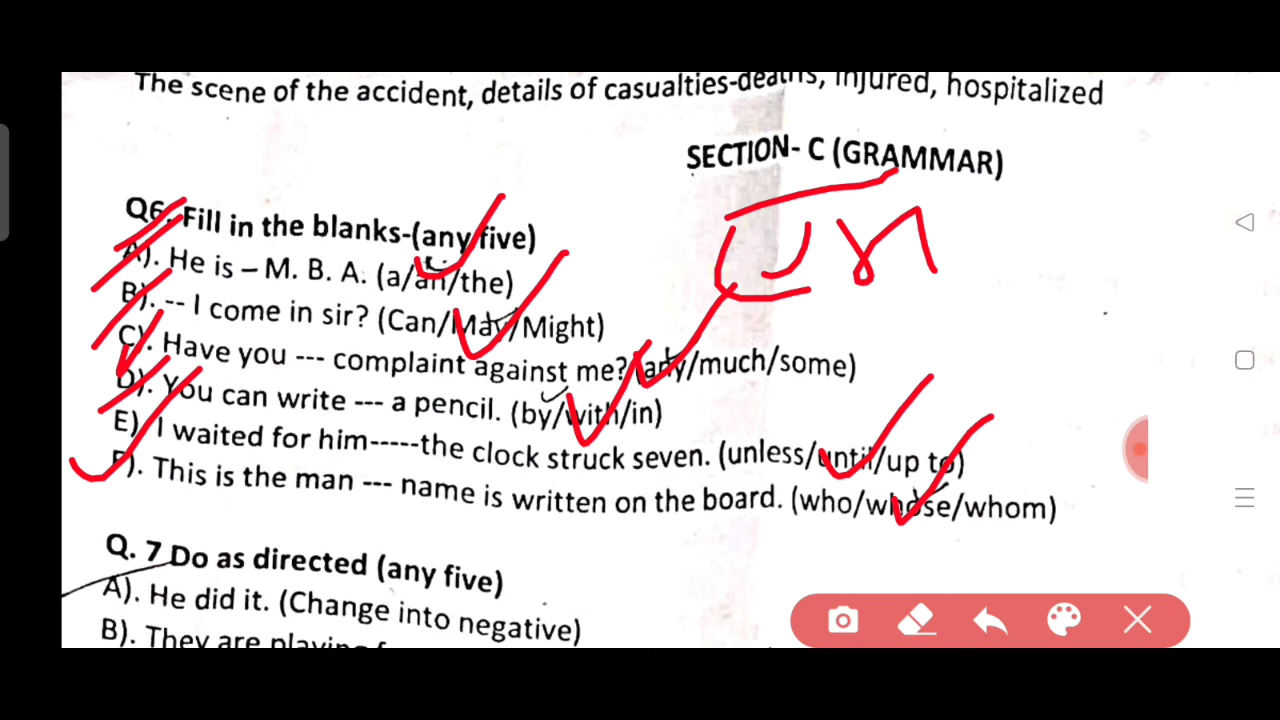 The scene of the accident, details of casualties-deaths, injured, hospitalized
SECTION- C (GRAMMAR)
Q6. Fill in the blanks-(any five)
A). He is – M. B. A. (a/an/the)
B). -- I come in sir? (Can/May/Might)
C). Have you --- complaint against me? (any/much/some)
D). You can write --- a pencil. (by/with/in)
E). I waited for him-----the clock struck seven. (unless/until/up to)
F). This is the man --- name is written on the board. (who/whose/whom)
Q. 7 Do as directed (any five)
A). He did it. (Change into negative)
B). They are playing